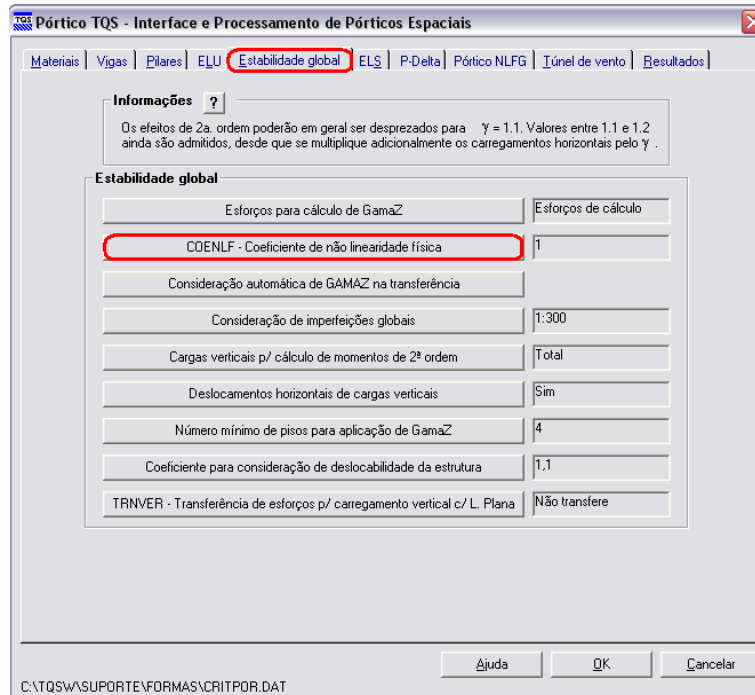 TQS Pórtico TQS - Interface e Processamento de Pórticos Espaciais
Materiais Vigas Pilares ELU Estabilidade global ELS P-Delta Pórtico NLFG Túnel de vento Resultados
Informações ?
Os efeitos de 2a. ordem poderão em geral ser desprezados para γ = 1.1. Valores entre 1.1 e 1.2
ainda são admitidos, desde que se multiplique adicionalmente os carregamentos horizontais pelo γ .
Estabilidade global
Esforços para cálculo de GamaZ Esforços de cálculo
COENLF - Coeficiente de não linearidade física 1
Consideração automática de GAMAZ na transferência
Consideração de imperfeições globais 1:300
Cargas verticais p/ cálculo de momentos de 2ª ordem Total
Deslocamentos horizontais de cargas verticais Sim
Número mínimo de pisos para aplicação de GamaZ 4
Coeficiente para consideração de deslocabilidade da estrutura 1,1
TRNVER - Transferência de esforços p/ carregamento vertical c/ L. Plana Não transfere
Ajuda OK Cancelar
C:\TQSW\SUPORTE\FORMAS\CRITPOR.DAT